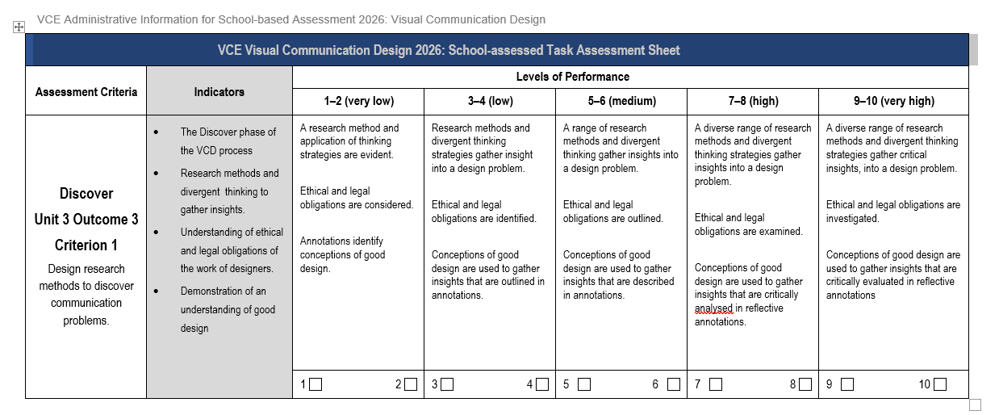 VCE Administrative Information for School-based Assessment 2026: Visual Communication Design
VCE Visual Communication Design 2026: School-assessed Task Assessment Sheet
Assessment Criteria
Indicators
Levels of Performance
1–2 (very low)
3–4 (low)
5–6 (medium)
7–8 (high)
9–10 (very high)
Discover
Unit 3 Outcome 3
Criterion 1
Design research
methods to discover
communication
problems.
• The Discover phase of
the VCD process
• Research methods and
divergent thinking to
gather insights.
• Understanding of ethical
and legal obligations of
the work of designers.
• Demonstration of an
understanding of good
design
A research method and
application of thinking
strategies are evident.
Ethical and legal
obligations are considered.
Annotations identify
conceptions of good
design.
Research methods and
divergent thinking
strategies gather insight
into a design problem.
Ethical and legal
obligations are identified.
Conceptions of good
design are used to gather
insights that are outlined in
annotations.
A range of research
methods and divergent
thinking gather insights into
a design problem.
Ethical and legal
obligations are outlined.
Conceptions of good
design are used to gather
insights that are described
in annotations.
A diverse range of research
methods and divergent
thinking strategies gather
insights into a design
problem.
Ethical and legal
obligations are examined.
Conceptions of good
design are used to gather
insights that are critically
analysed in reflective
annotations.
A diverse range of research
methods and divergent thinking
strategies gather critical
insights, into a design problem.
Ethical and legal obligations are
investigated.
Conceptions of good design are
used to gather insights that are
critically evaluated in reflective
annotations
1 2 3 4 5 6 7 8 9 10